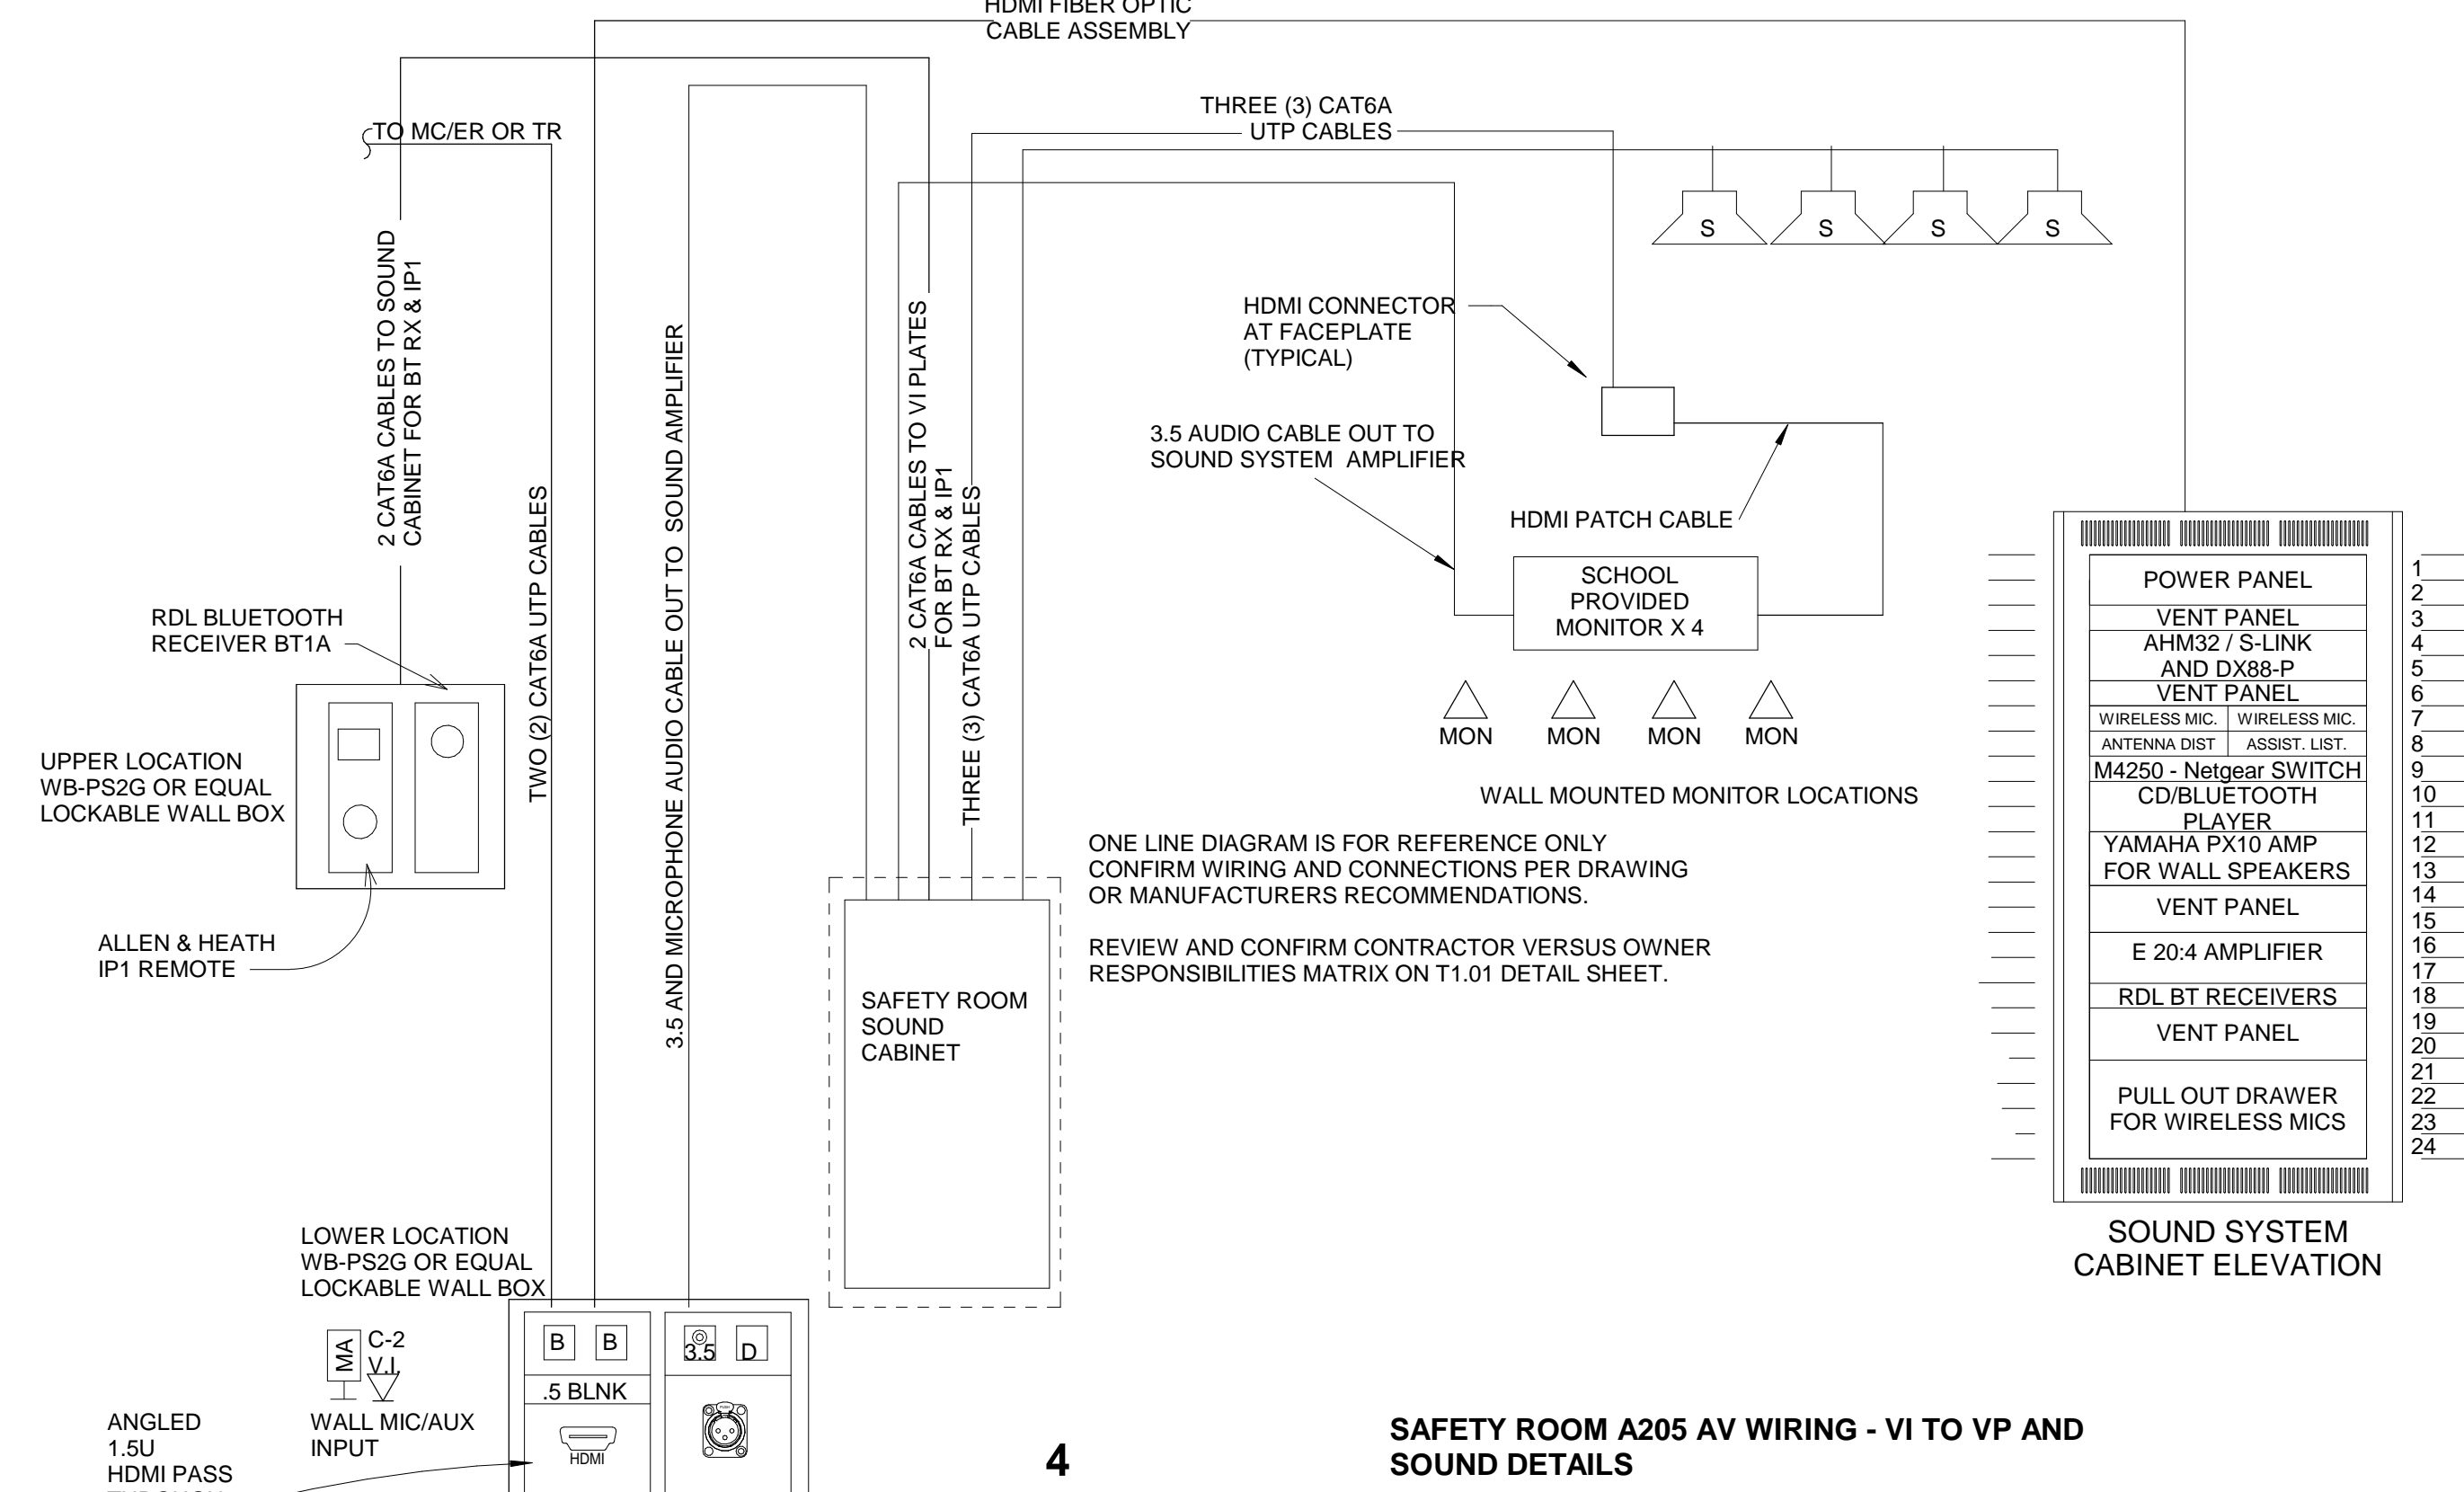 HDMI FIBER OPTIC
CABLE ASSEMBLY
TO MC/ER OR TR
THREE (3) CAT6A
UTP CABLES
S
S
S
S
2 CAT6A CABLES TO SOUND
CABINET FOR BT RX & IP1
TWO (2) CAT6A UTP CABLES
3.5 AND MICROPHONE AUDIO CABLE OUT TO SOUND AMPLIFIER
2 CAT6A CABLES TO VI PLATES
FOR BT RX & IP1
THREE (3) CAT6A UTP CABLES
HDMI CONNECTOR
AT FACEPLATE
(TYPICAL)
3.5 AUDIO CABLE OUT TO
SOUND SYSTEM AMPLIFIER
HDMI PATCH CABLE
SCHOOL
PROVIDED
MONITOR X 4
MON
MON
MON
MON
WALL MOUNTED MONITOR LOCATIONS
RDL BLUETOOTH
RECEIVER BT1A
UPPER LOCATION
WB-PS2G OR EQUAL
LOCKABLE WALL BOX
ALLEN & HEATH
IP1 REMOTE
ONE LINE DIAGRAM IS FOR REFERENCE ONLY
CONFIRM WIRING AND CONNECTIONS PER DRAWING
OR MANUFACTURERS RECOMMENDATIONS.
REVIEW AND CONFIRM CONTRACTOR VERSUS OWNER
RESPONSIBILITIES MATRIX ON T1.01 DETAIL SHEET.
SAFETY ROOM
SOUND
CABINET
POWER PANEL
VENT PANEL
AHM32 / S-LINK
AND DX88-P
VENT PANEL
WIRELESS MIC.
WIRELESS MIC.
ANTENNA DIST
ASSIST. LIST.
M4250 - Netgear SWITCH
CD/BLUETOOTH
PLAYER
YAMAHA PX10 AMP
FOR WALL SPEAKERS
VENT PANEL
E 20:4 AMPLIFIER
RDL BT RECEIVERS
VENT PANEL
PULL OUT DRAWER
FOR WIRELESS MICS
1
2
3
4
5
6
7
8
9
10
11
12
13
14
15
16
17
18
19
20
21
22
23
24
SOUND SYSTEM
CABINET ELEVATION
LOWER LOCATION
WB-PS2G OR EQUAL
LOCKABLE WALL BOX
MA
C-2
V.I.
WALL MIC/AUX
INPUT
ANGLED
1.5U
HDMI PASS
THROUGH
B
B
3.5
D
.5 BLNK
HDMI
4
SAFETY ROOM A205 AV WIRING - VI TO VP AND
SOUND DETAILS